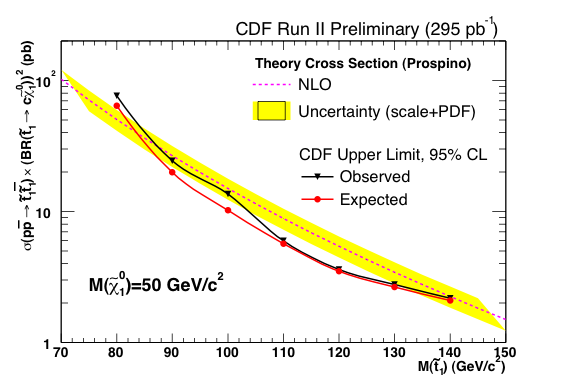 CDF Run II Preliminary (295 pb⁻¹)
σ(pp̅ → t̃₁t̃̅₁) × (BR(t̃₁ → cχ̃₁⁰))² (pb)
Theory Cross Section (Prospino)
NLO
Uncertainty (scale+PDF)
CDF Upper Limit, 95% CL
Observed
Expected
M(χ̃₁⁰)=50 GeV/c²
10²
10
1
70 80 90 100 110 120 130 140 150
M(t̃₁) (GeV/c²)